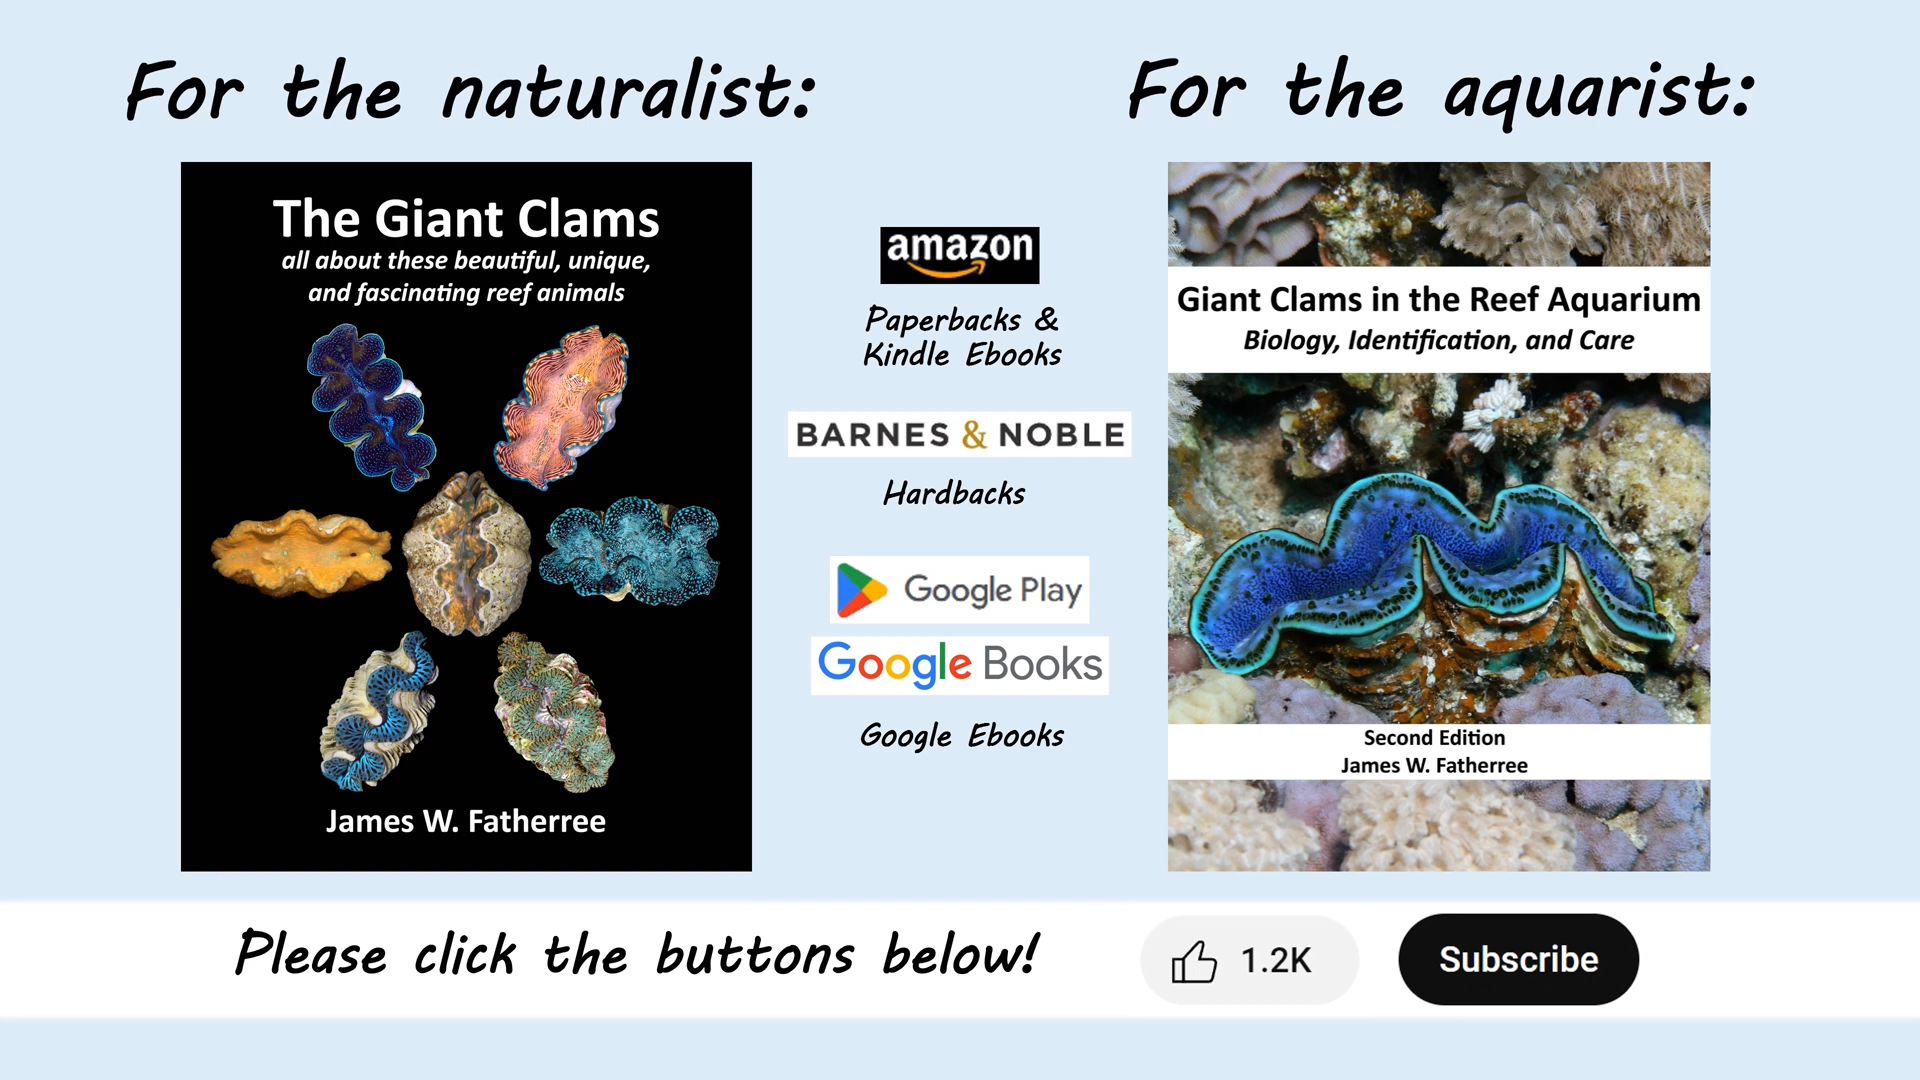 For the naturalist:
For the aquarist:
The Giant Clams
all about these beautiful, unique,
and fascinating reef animals
James W. Fatherree
amazon
Paperbacks &
Kindle Ebooks
BARNES & NOBLE
Hardbacks
Google Play
Google Books
Google Ebooks
Giant Clams in the Reef Aquarium
Biology, Identification, and Care
Second Edition
James W. Fatherree
Please click the buttons below!
1.2K
Subscribe